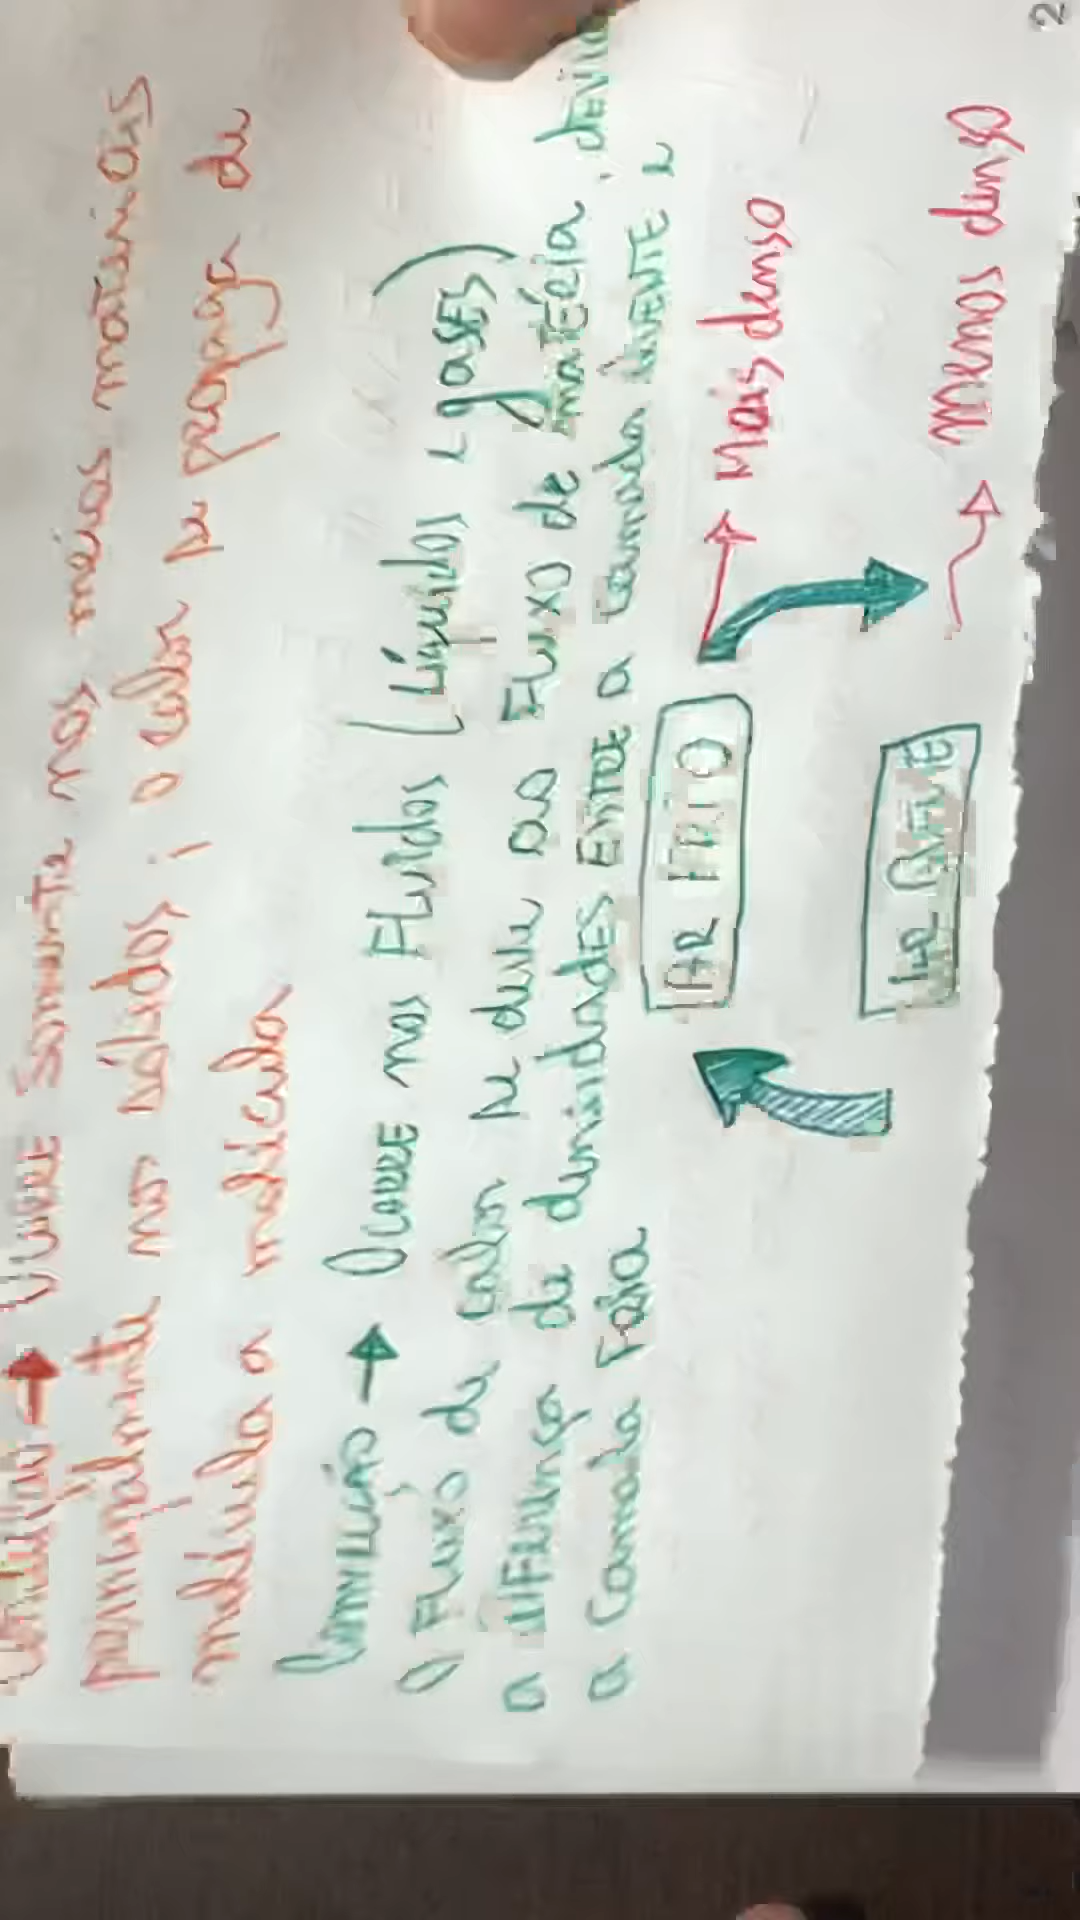 Condução → Ocorre somente nos meios materiais
principalmente nos sólidos; o calor se propaga de
molécula a molécula
Convecção → Ocorre nos Fluidos (Líquidos e gases)
O Fluxo de calor se deve ao Fluxo de matéria, devido
a diferença de densidades ENTRE a camada quente e
a camada Fria
AR FRIO → Mais denso
AR QUENTE → menos denso
2